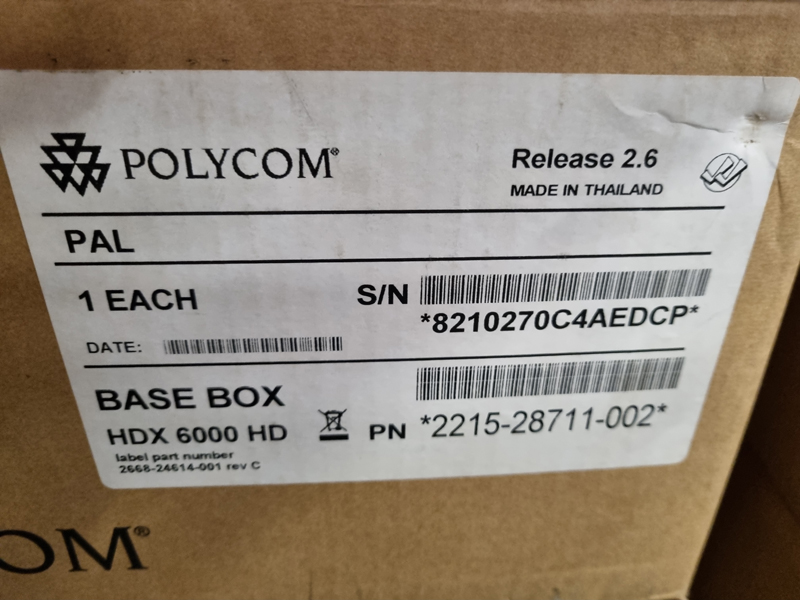 POLYCOM®
Release 2.6
MADE IN THAILAND
PAL
1 EACH
S/N
*8210270C4AEDCP*
DATE:
BASE BOX
HDX 6000 HD
PN *2215-28711-002*
label part number
2668-24614-001 rev C
OM®